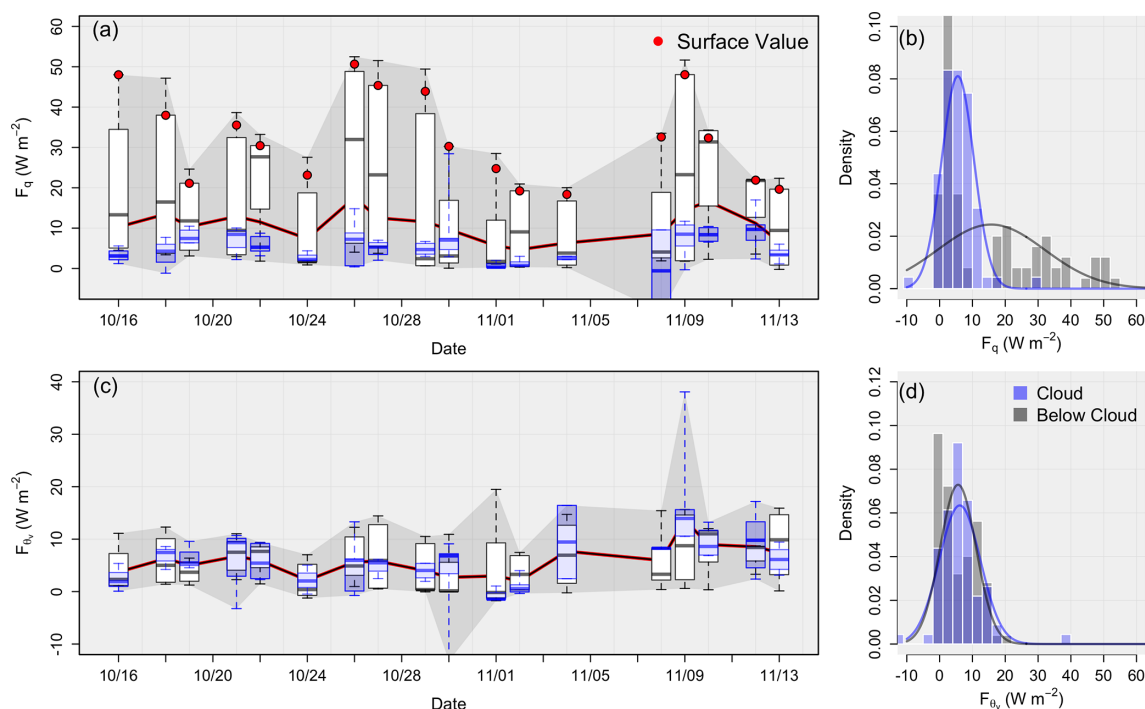 (a)
Surface Value
F_q (W m⁻²)
60
50
40
30
20
10
0
10/16
10/20
10/24
10/28
11/01
11/05
11/09
11/13
Date
(b)
Density
0.10
0.08
0.06
0.04
0.02
0.00
-10 0 10 20 30 40 50 60
F_q (W m⁻²)
(c)
F_θᵥ (W m⁻²)
40
30
20
10
0
-10
10/16
10/20
10/24
10/28
11/01
11/05
11/09
11/13
Date
(d)
Cloud
Below Cloud
Density
0.12
0.10
0.08
0.06
0.04
0.02
0.00
-10 0 10 20 30 40 50 60
F_θᵥ (W m⁻²)